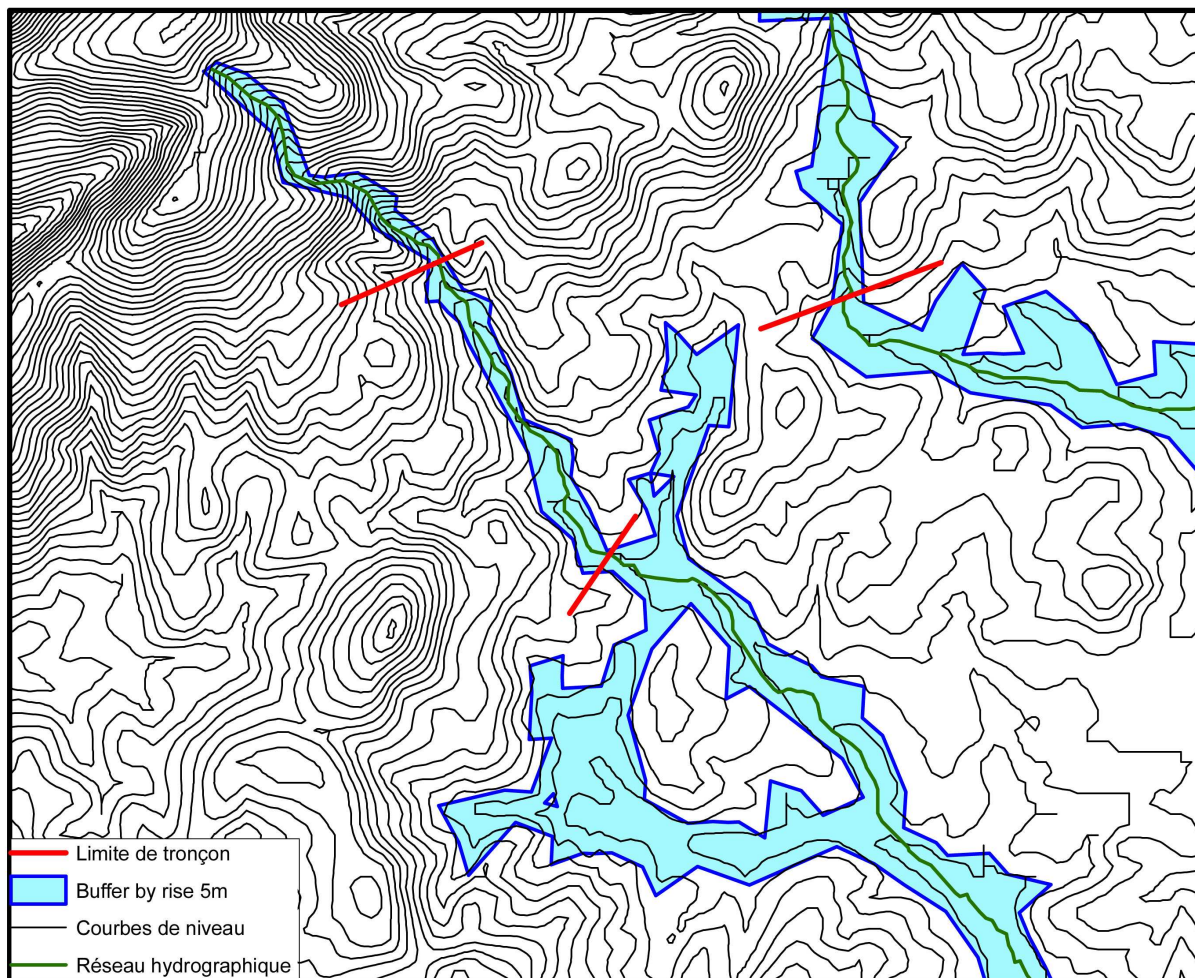 Limite de tronçon
Buffer by rise 5m
Courbes de niveau
Réseau hydrographique